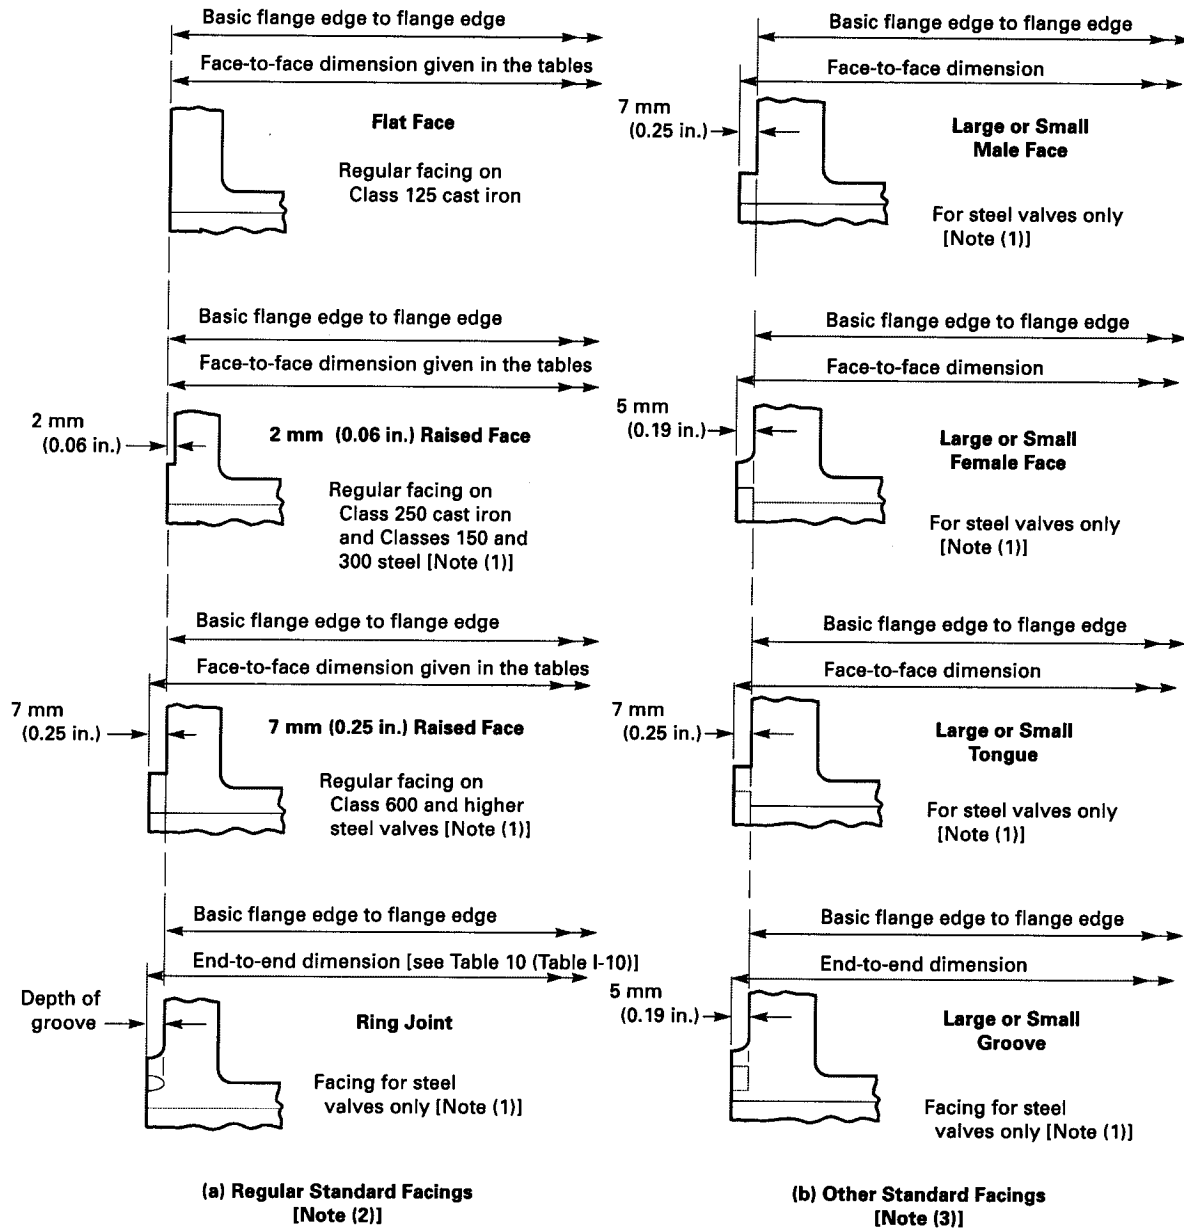 Basic flange edge to flange edge
Face-to-face dimension given in the tables
Flat Face
Regular facing on
Class 125 cast iron
Basic flange edge to flange edge
Face-to-face dimension given in the tables
2 mm
(0.06 in.)
2 mm (0.06 in.) Raised Face
Regular facing on
Class 250 cast iron
and Classes 150 and
300 steel [Note (1)]
Basic flange edge to flange edge
Face-to-face dimension given in the tables
7 mm
(0.25 in.)
7 mm (0.25 in.) Raised Face
Regular facing on
Class 600 and higher
steel valves [Note (1)]
Basic flange edge to flange edge
End-to-end dimension [see Table 10 (Table I-10)]
Depth of
groove
Ring Joint
Facing for steel
valves only [Note (1)]
(a) Regular Standard Facings
[Note (2)]
Basic flange edge to flange edge
Face-to-face dimension
7 mm
(0.25 in.)
Large or Small
Male Face
For steel valves only
[Note (1)]
Basic flange edge to flange edge
Face-to-face dimension
5 mm
(0.19 in.)
Large or Small
Female Face
For steel valves only
[Note (1)]
Basic flange edge to flange edge
Face-to-face dimension
7 mm
(0.25 in.)
Large or Small
Tongue
For steel valves only
[Note (1)]
Basic flange edge to flange edge
End-to-end dimension
5 mm
(0.19 in.)
Large or Small
Groove
Facing for steel
valves only [Note (1)]
(b) Other Standard Facings
[Note (3)]